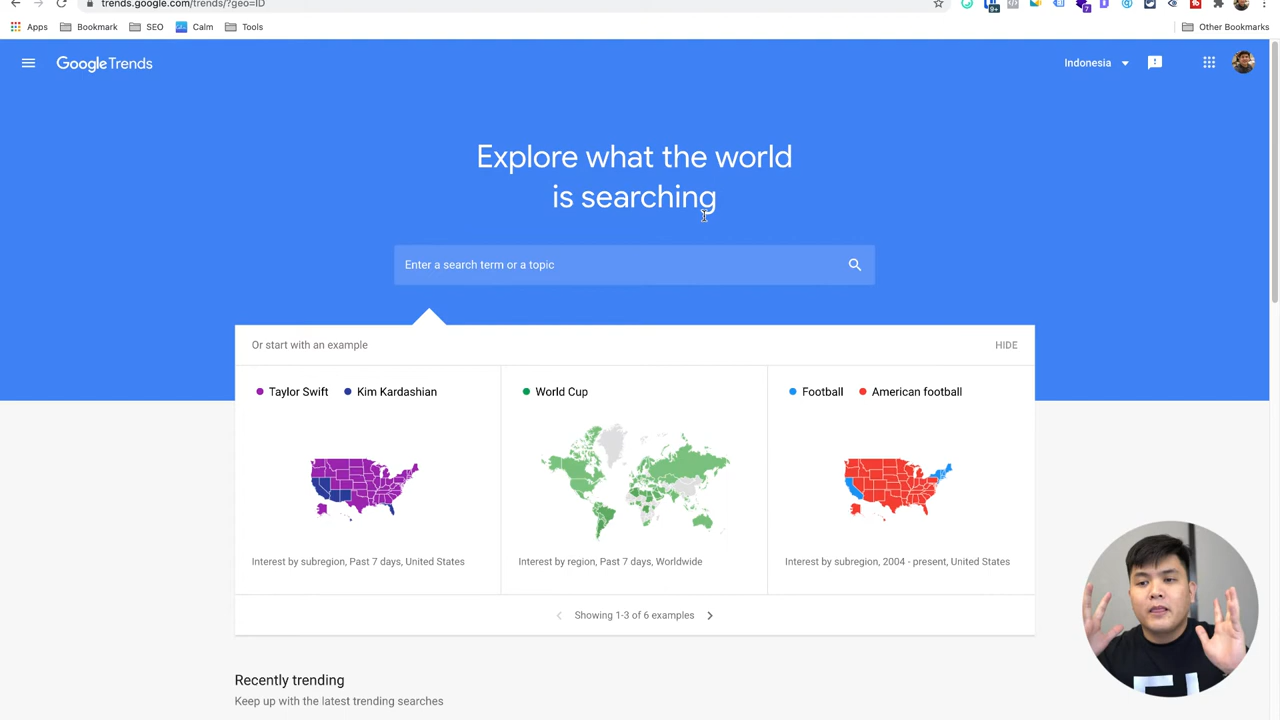 trends.google.com/trends/?geo=ID
9+
7
Apps
Bookmark
SEO
Calm
Tools
Other Bookmarks
Google Trends
Indonesia
Explore what the world
is searching
Enter a search term or a topic
Or start with an example
HIDE
Taylor Swift
Kim Kardashian
World Cup
Football
American football
Interest by subregion, Past 7 days, United States
Interest by region, Past 7 days, Worldwide
Interest by subregion, 2004 - present, United States
Showing 1-3 of 6 examples
Recently trending
Keep up with the latest trending searches